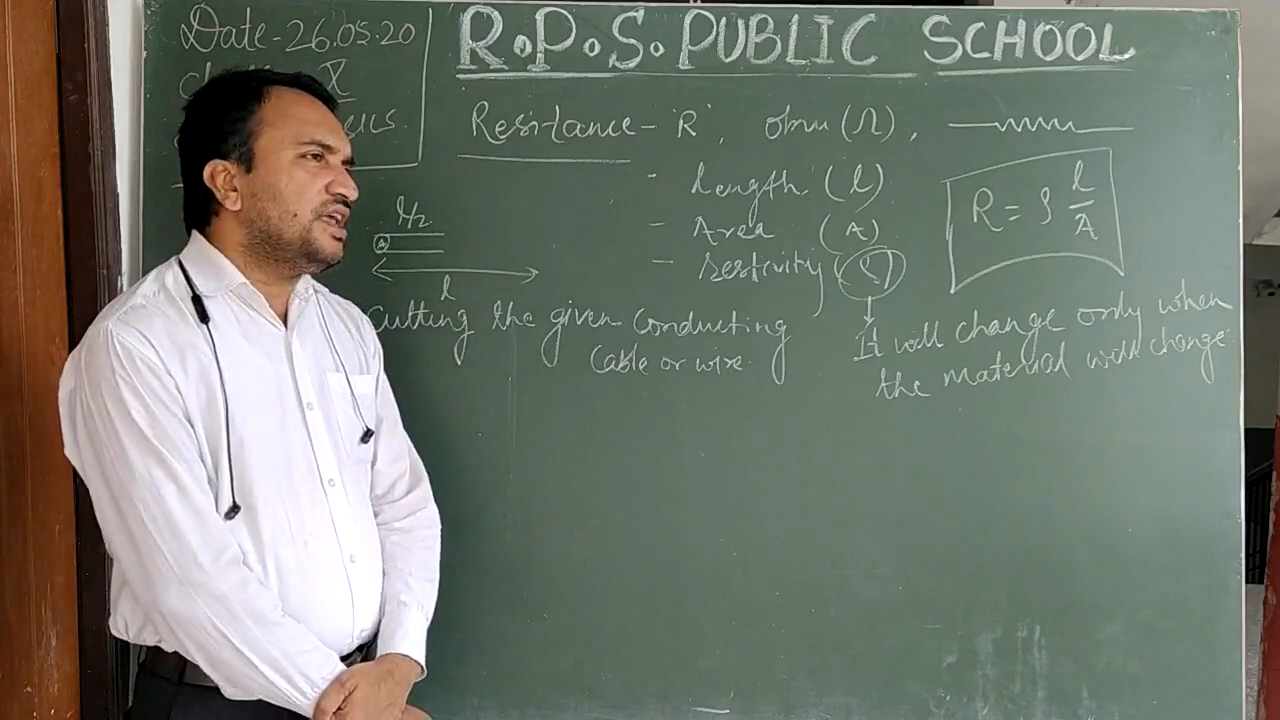 Date-26.05.20
R.P.S. PUBLIC SCHOOL
X
Resistance - 'R', ohm (Ω),
- Length (l)
- Area (A)
(ρ)
R = ρ l/A
l/2
A
l
cutting the given conducting
cable or wire.
It will change only when
the material will change.